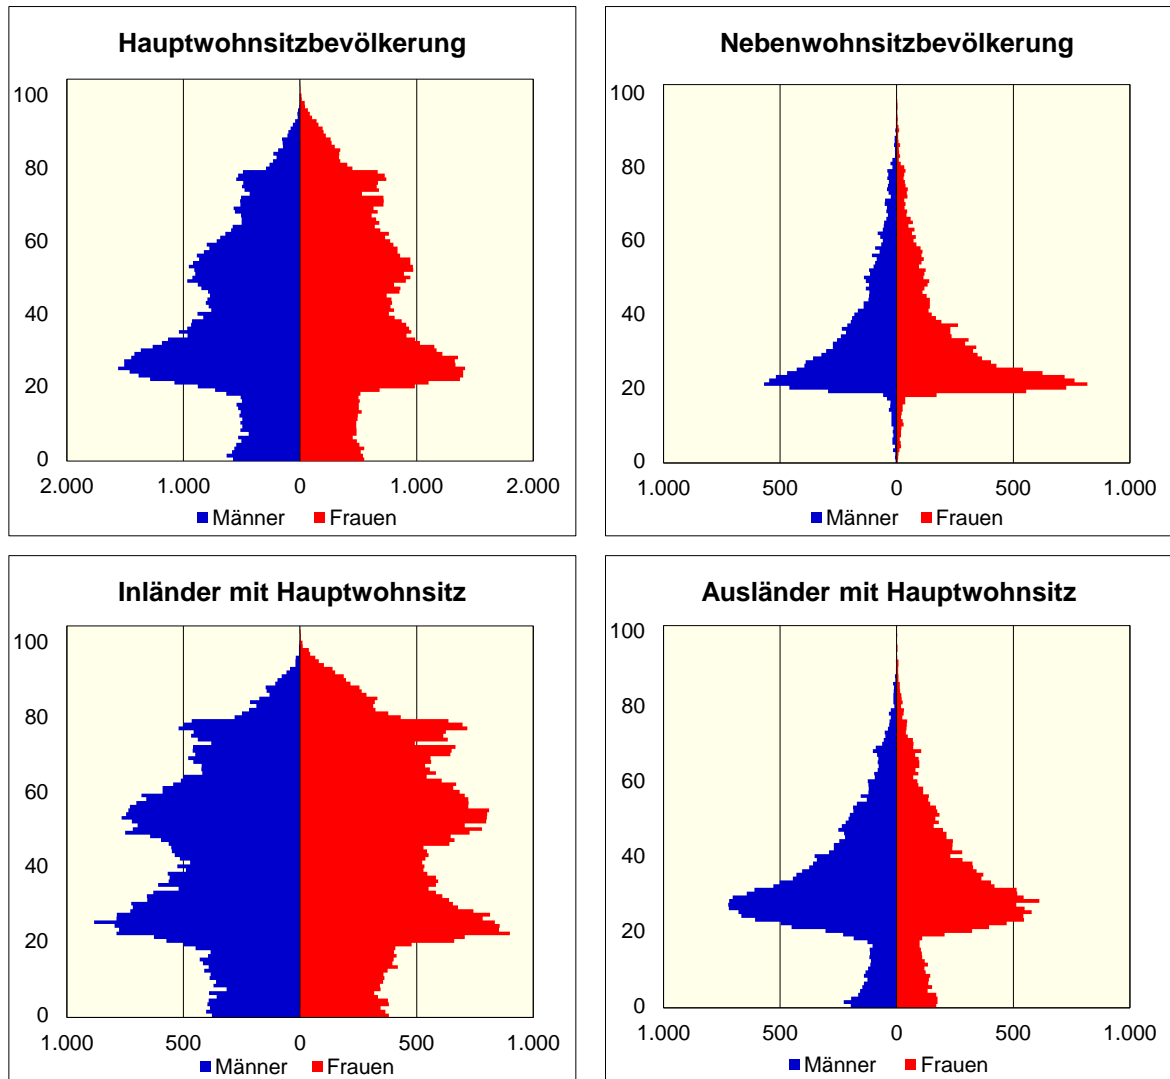 Hauptwohnsitzbevölkerung
100
80
60
40
20
0
2.000 1.000 0 1.000 2.000
Männer Frauen
Nebenwohnsitzbevölkerung
100
80
60
40
20
0
1.000 500 0 500 1.000
Männer Frauen
Inländer mit Hauptwohnsitz
100
80
60
40
20
0
1.000 500 0 500 1.000
Männer Frauen
Ausländer mit Hauptwohnsitz
100
80
60
40
20
0
1.000 500 0 500 1.000
Männer Frauen